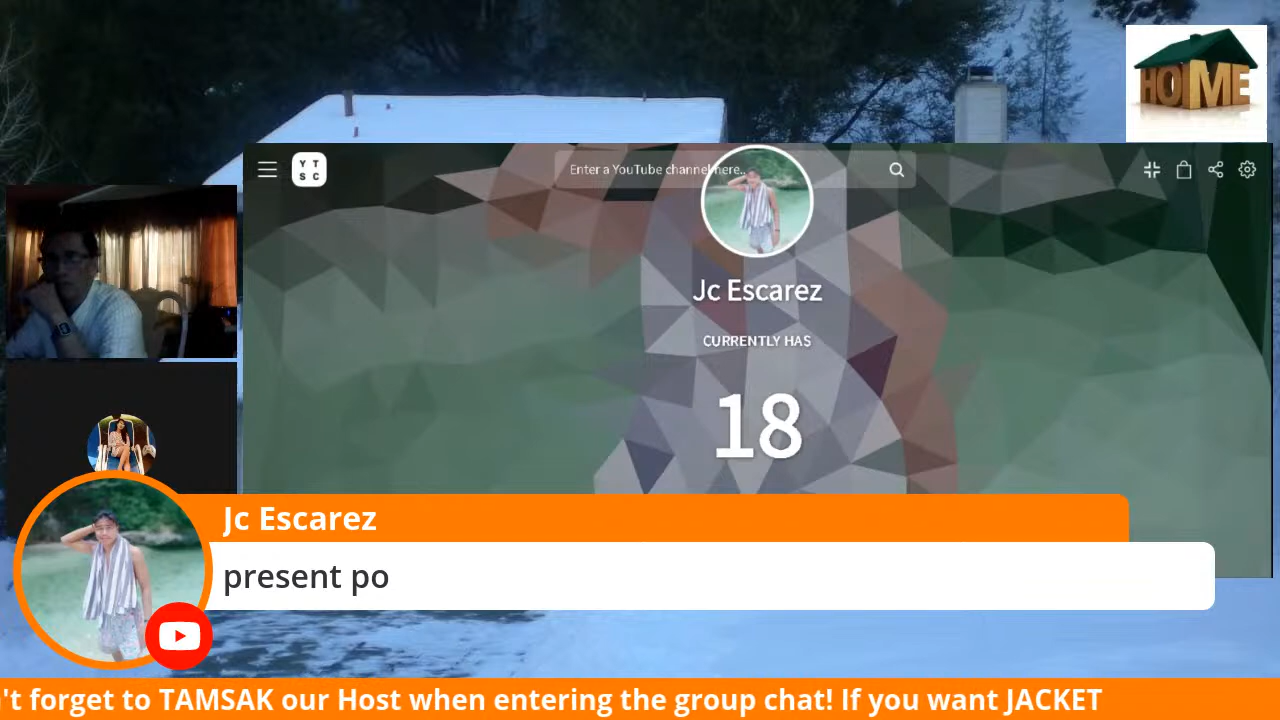 HOME
Y T
S C
Enter a YouTube channel here..
Jc Escarez
CURRENTLY HAS
18
Jc Escarez
present po
't forget to TAMSAK our Host when entering the group chat! If you want JACKET